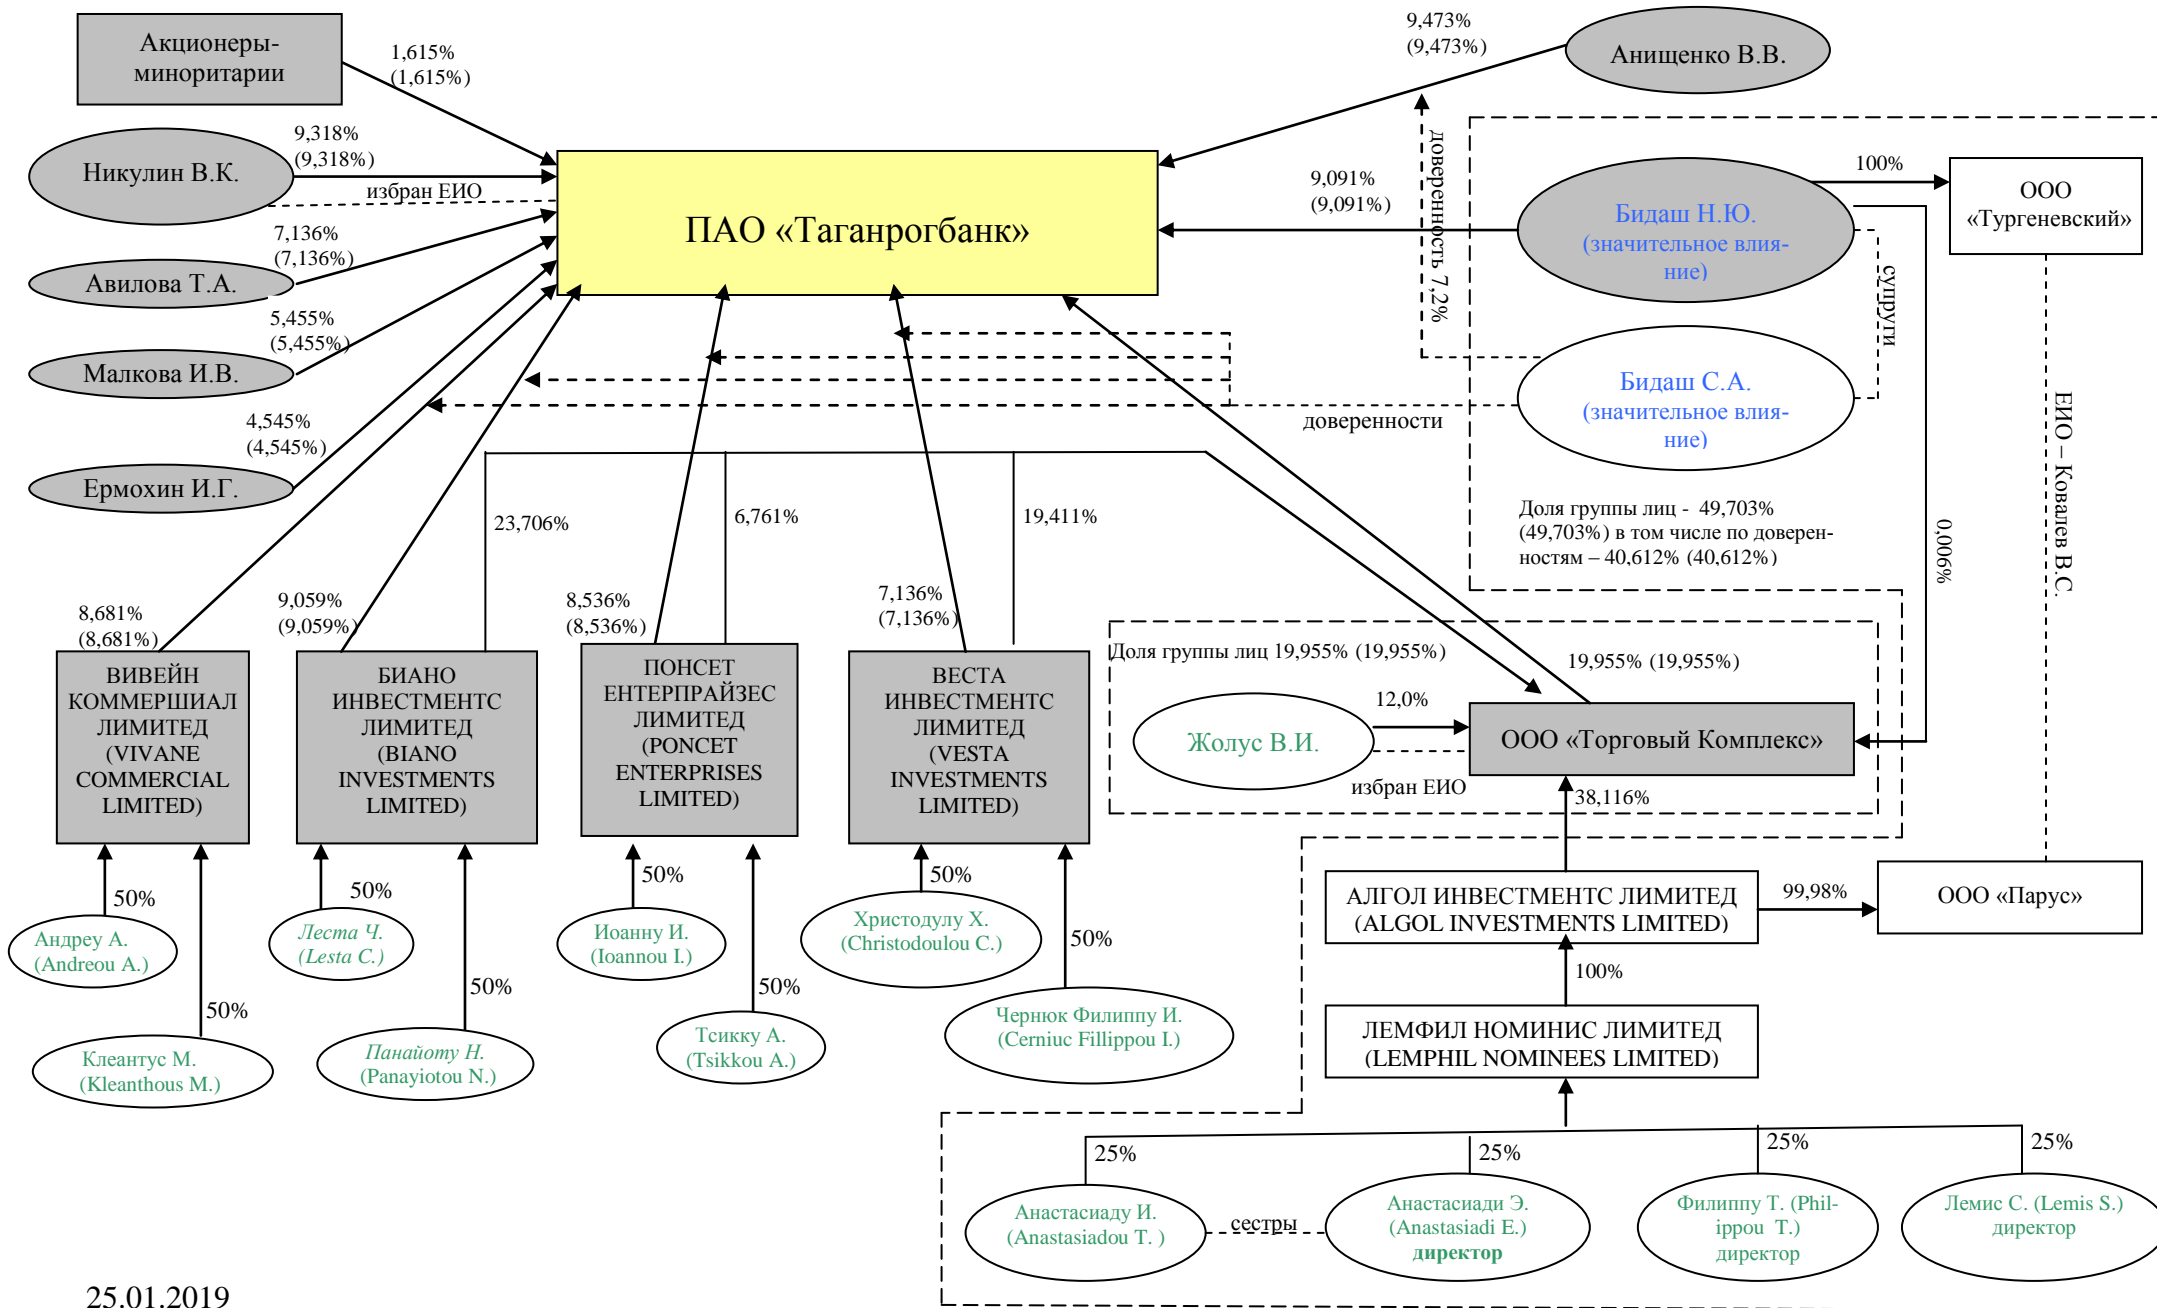 Акционеры-
миноритарии
1,615%
(1,615%)
9,473%
(9,473%)
Анищенко В.В.
Никулин В.К.
9,318%
(9,318%)
избран ЕИО
ПАО «Таганрогбанк»
доверенность 7,2%
9,091%
(9,091%)
Бидаш Н.Ю.
(значительное влия-
ние)
100%
ООО
«Тургеневский»
Авилова Т.А.
7,136%
(7,136%)
супруги
Малкова И.В.
5,455%
(5,455%)
Бидаш С.А.
(значительное влия-
ние)
доверенности
ЕИО – Ковалев В.С.
Ермохин И.Г.
4,545%
(4,545%)
23,706%
6,761%
19,411%
Доля группы лиц - 49,703%
(49,703%) в том числе по доверен-
ностям – 40,612% (40,612%)
0,006%
8,681%
(8,681%)
9,059%
(9,059%)
8,536%
(8,536%)
7,136%
(7,136%)
Доля группы лиц 19,955% (19,955%)
19,955% (19,955%)
ВИВЕЙН
КОММЕРШИАЛ
ЛИМИТЕД
(VIVANE
COMMERCIAL
LIMITED)
БИАНО
ИНВЕСТМЕНТС
ЛИМИТЕД
(BIANO
INVESTMENTS
LIMITED)
ПОНСЕТ
ЕНТЕРПРАЙЗЕС
ЛИМИТЕД
(PONCET
ENTERPRISES
LIMITED)
ВЕСТА
ИНВЕСТМЕНТС
ЛИМИТЕД
(VESTA
INVESTMENTS
LIMITED)
Жолус В.И.
12,0%
избран ЕИО
ООО «Торговый Комплекс»
38,116%
50%
50%
50%
50%
Андреу А.
(Andreou A.)
Леста Ч.
(Lesta C.)
Иоанну И.
(Ioannou I.)
Христодулу Х.
(Christodoulou C.)
50%
50%
50%
50%
Клеантус М.
(Kleanthous M.)
Панайоту Н.
(Panayiotou N.)
Тсикку А.
(Tsikkou A.)
Чернюк Филиппу И.
(Cerniuc Fillippou I.)
АЛГОЛ ИНВЕСТМЕНТС ЛИМИТЕД
(ALGOL INVESTMENTS LIMITED)
99,98%
ООО «Парус»
100%
ЛЕМФИЛ НОМИНИС ЛИМИТЕД
(LEMPHIL NOMINEES LIMITED)
25%
25%
25%
25%
Анастасиаду И.
(Anastasiadou T. )
сестры
Анастасиади Э.
(Anastasiadi E.)
директор
Филиппу Т. (Phil-
ippou T.)
директор
Лемис С. (Lemis S.)
директор
25.01.2019